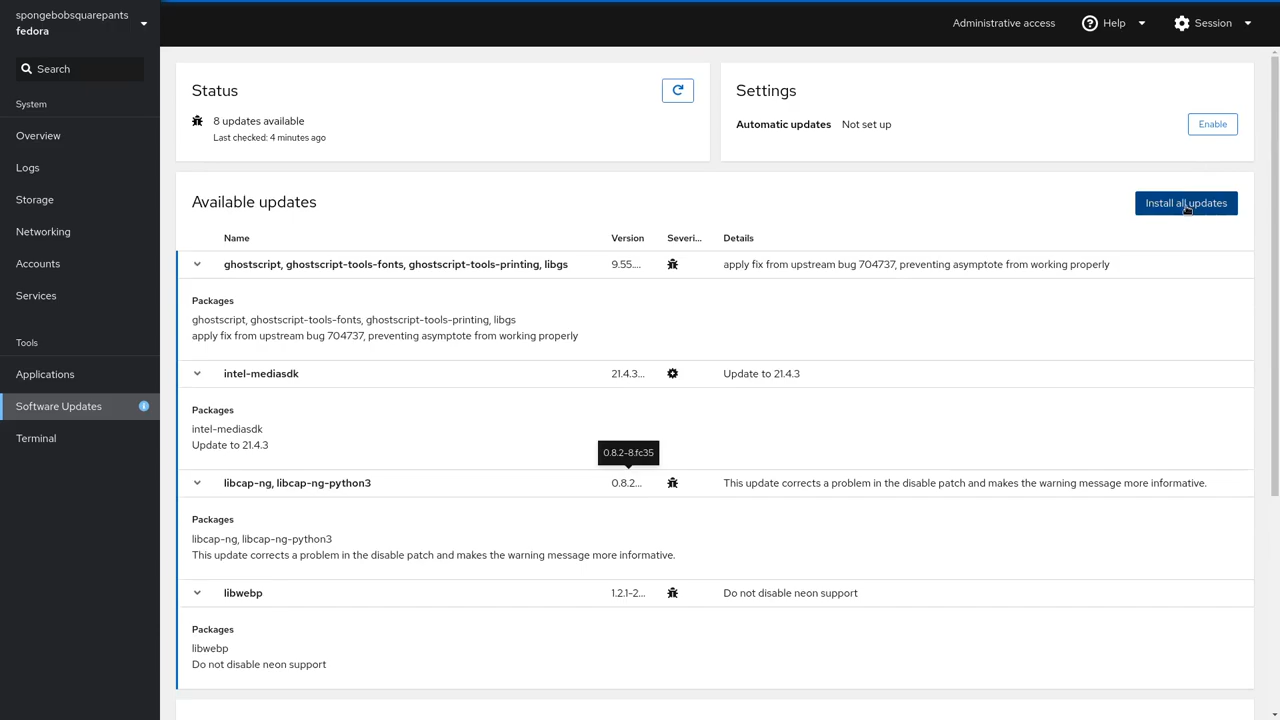 spongebobsquarepants
fedora
Search
System
Overview
Logs
Storage
Networking
Accounts
Services
Tools
Applications
Software Updates
Terminal
Administrative access
Help
Session
Status
8 updates available
Last checked: 4 minutes ago
Settings
Automatic updates Not set up
Enable
Available updates
Install all updates
Name Version Severi... Details
ghostscript, ghostscript-tools-fonts, ghostscript-tools-printing, libgs 9.55.... apply fix from upstream bug 704737, preventing asymptote from working properly
Packages
ghostscript, ghostscript-tools-fonts, ghostscript-tools-printing, libgs
apply fix from upstream bug 704737, preventing asymptote from working properly
intel-mediasdk 21.4.3... Update to 21.4.3
Packages
intel-mediasdk
Update to 21.4.3
0.8.2-8.fc35
libcap-ng, libcap-ng-python3 0.8.2... This update corrects a problem in the disable patch and makes the warning message more informative.
Packages
libcap-ng, libcap-ng-python3
This update corrects a problem in the disable patch and makes the warning message more informative.
libwebp 1.2.1-2... Do not disable neon support
Packages
libwebp
Do not disable neon support